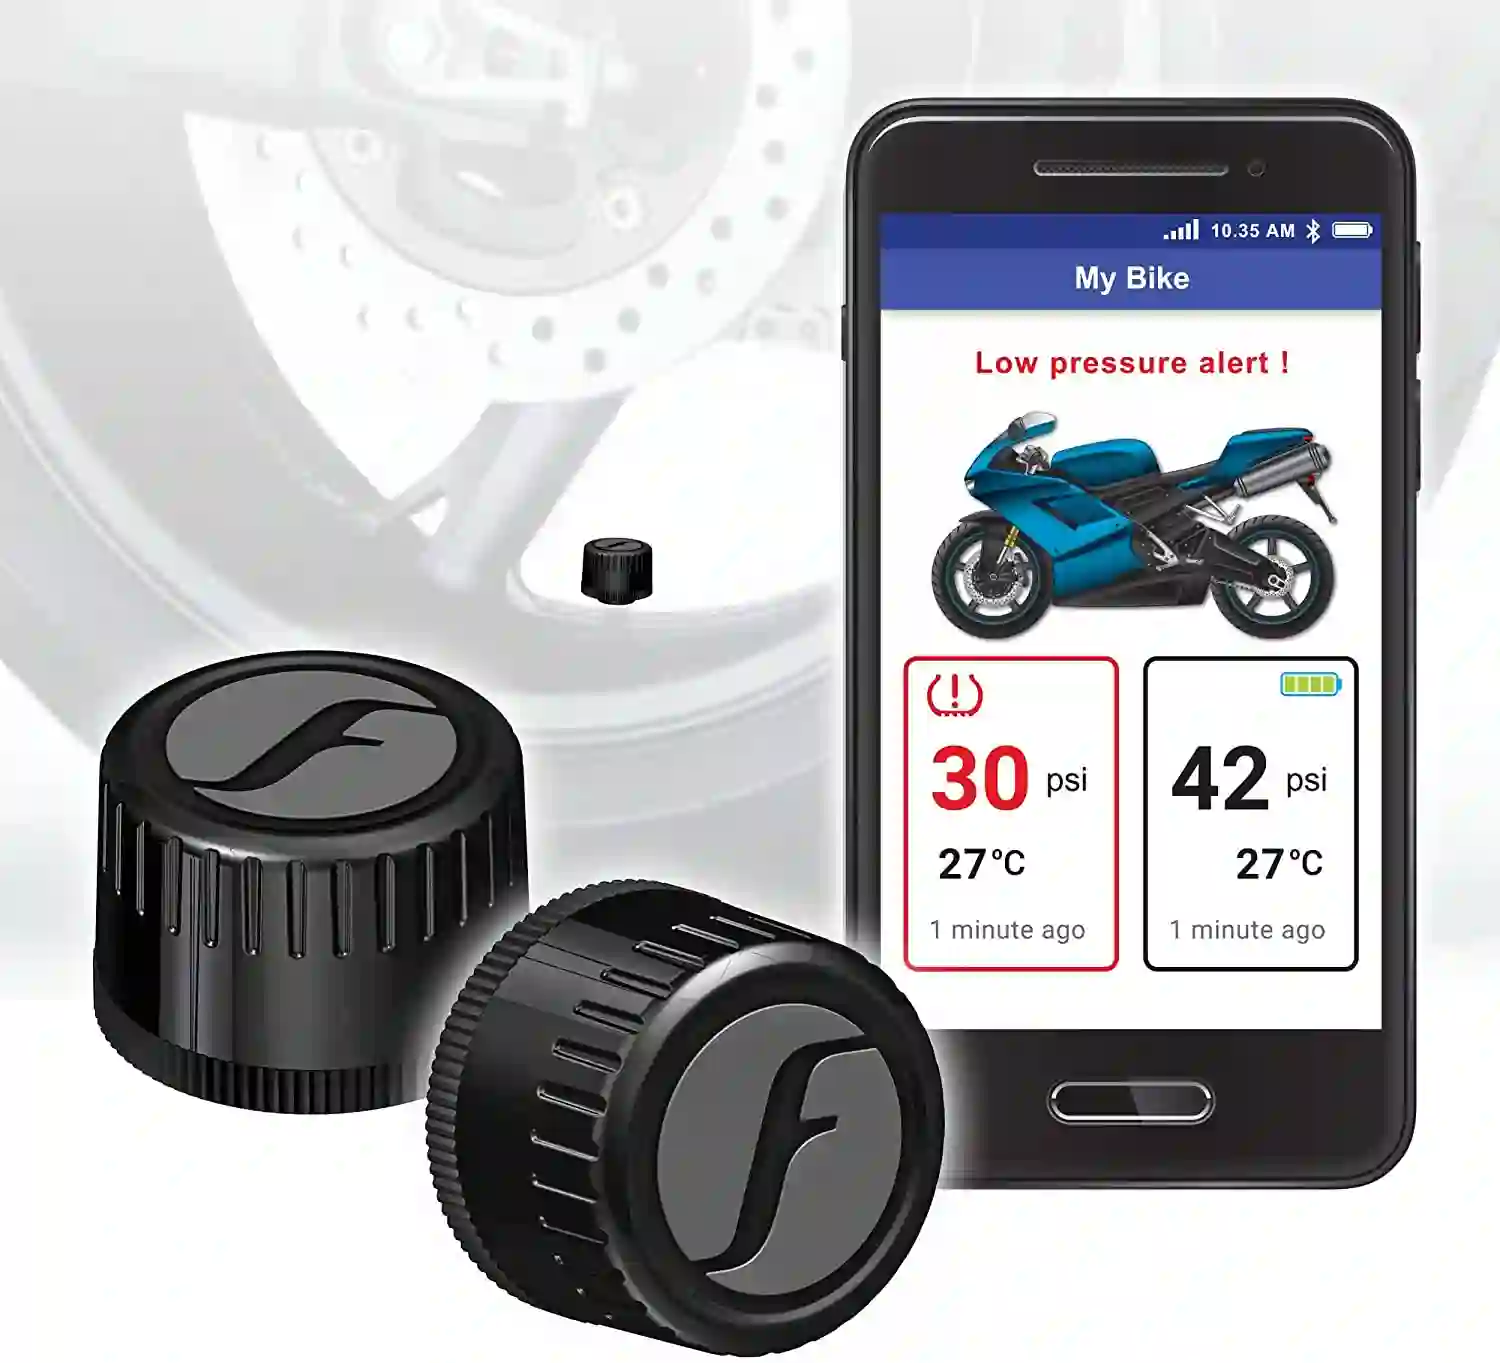 10.35 AM
My Bike
Low pressure alert !
30 psi
42 psi
27°C
27°C
1 minute ago
1 minute ago
f
f